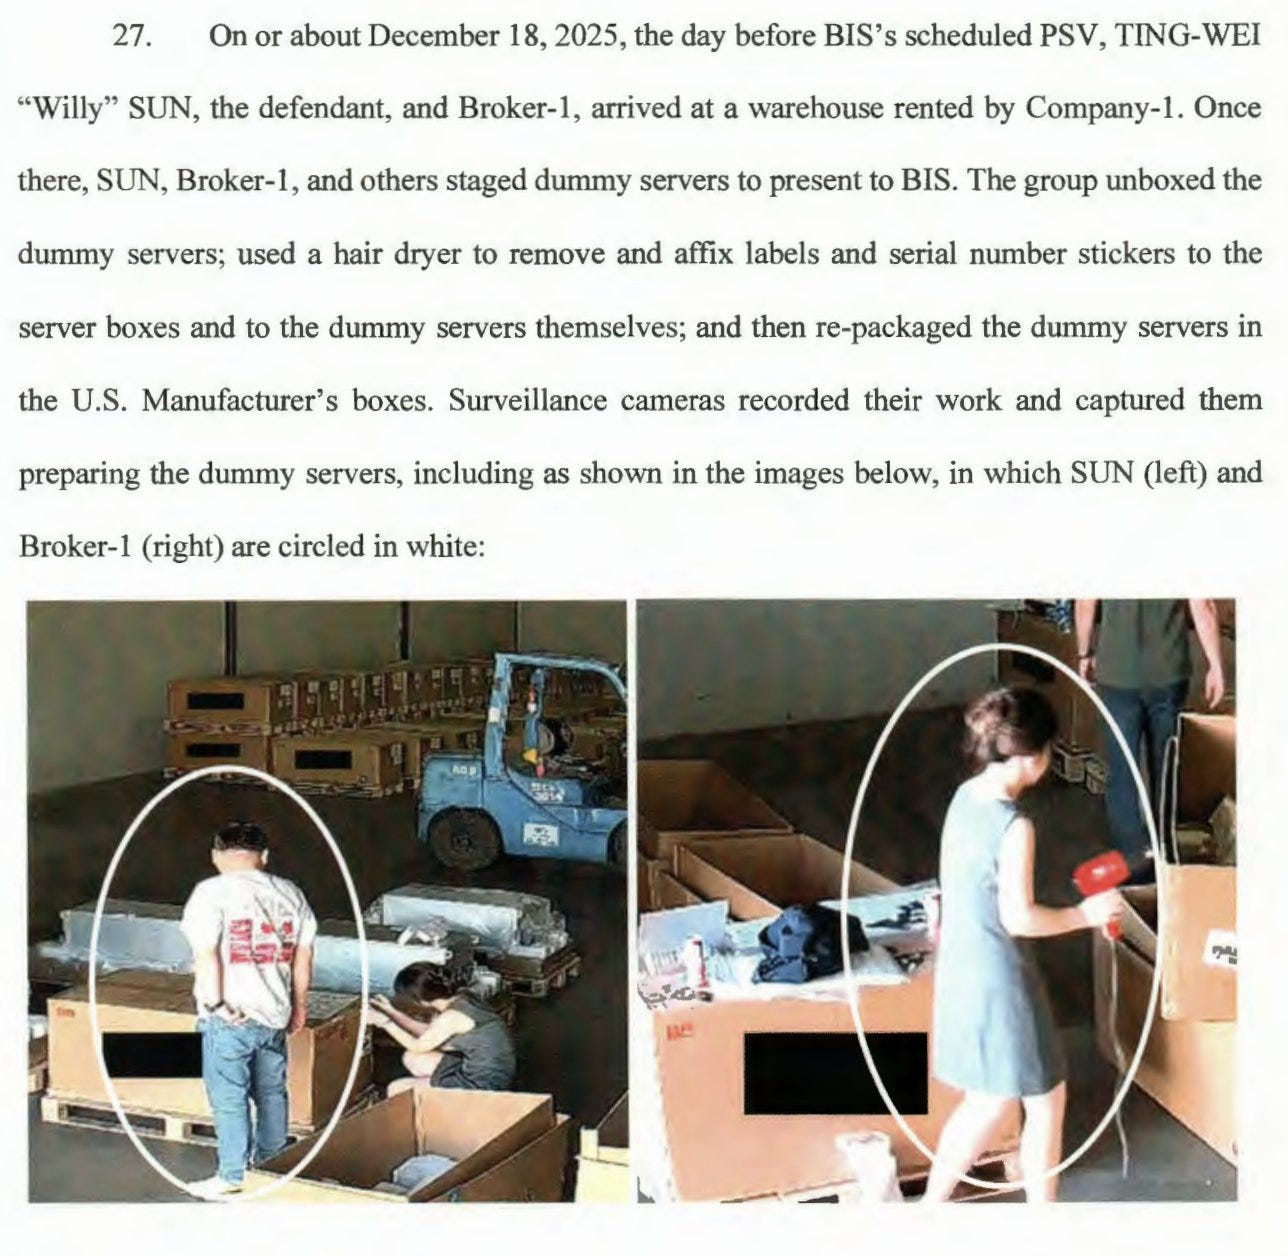 27. On or about December 18, 2025, the day before BIS's scheduled PSV, TING-WEI
“Willy” SUN, the defendant, and Broker-1, arrived at a warehouse rented by Company-1. Once
there, SUN, Broker-1, and others staged dummy servers to present to BIS. The group unboxed the
dummy servers; used a hair dryer to remove and affix labels and serial number stickers to the
server boxes and to the dummy servers themselves; and then re-packaged the dummy servers in
the U.S. Manufacturer's boxes. Surveillance cameras recorded their work and captured them
preparing the dummy servers, including as shown in the images below, in which SUN (left) and
Broker-1 (right) are circled in white: